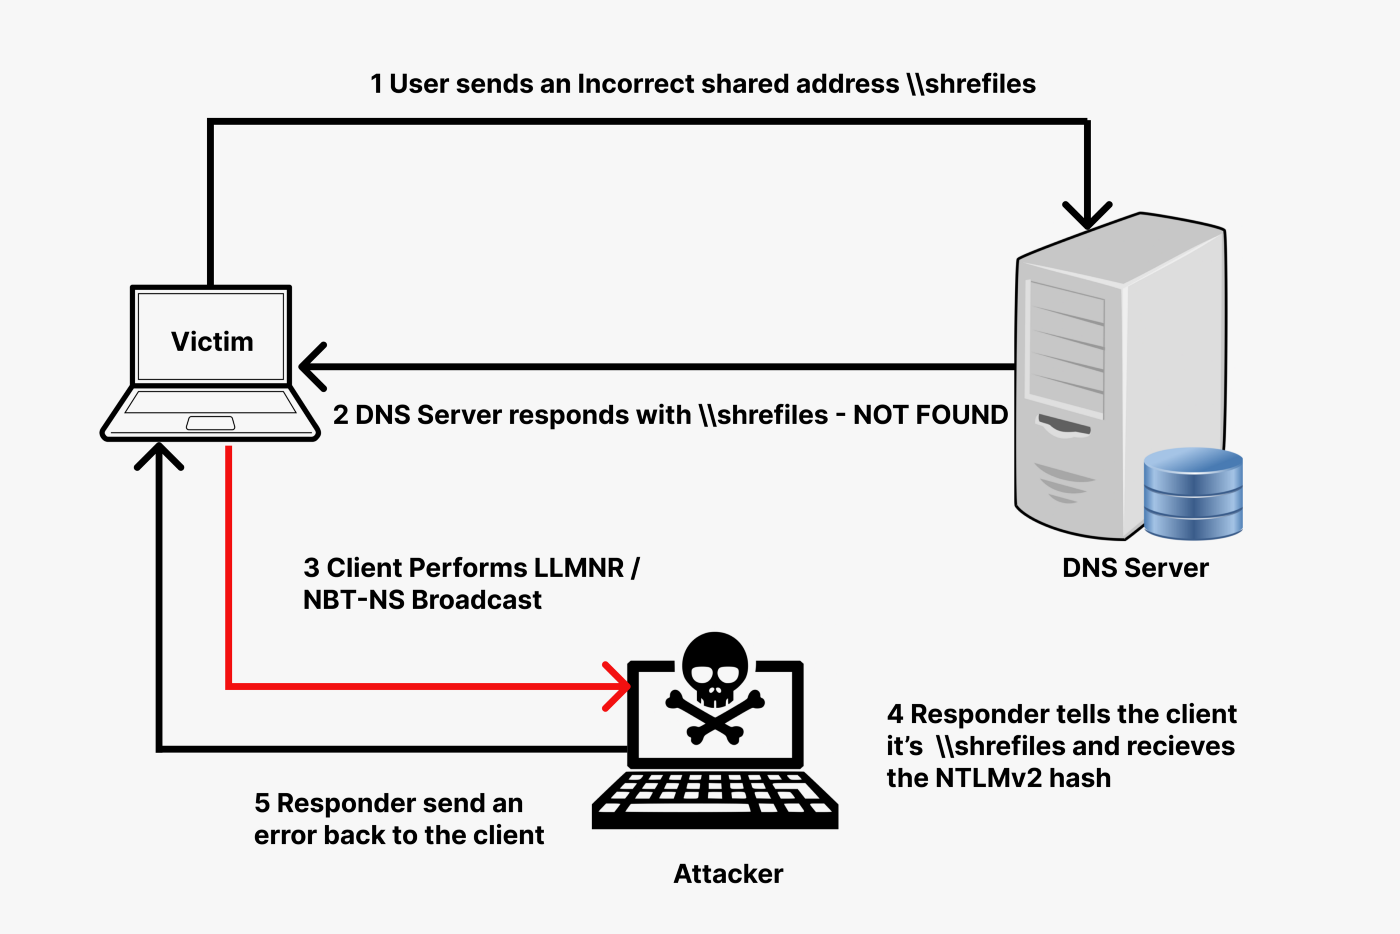 1 User sends an Incorrect shared address \\shrefiles
Victim
2 DNS Server responds with \\shrefiles - NOT FOUND
DNS Server
3 Client Performs LLMNR /
NBT-NS Broadcast
4 Responder tells the client
it’s \\shrefiles and recieves
the NTLMv2 hash
5 Responder send an
error back to the client
Attacker